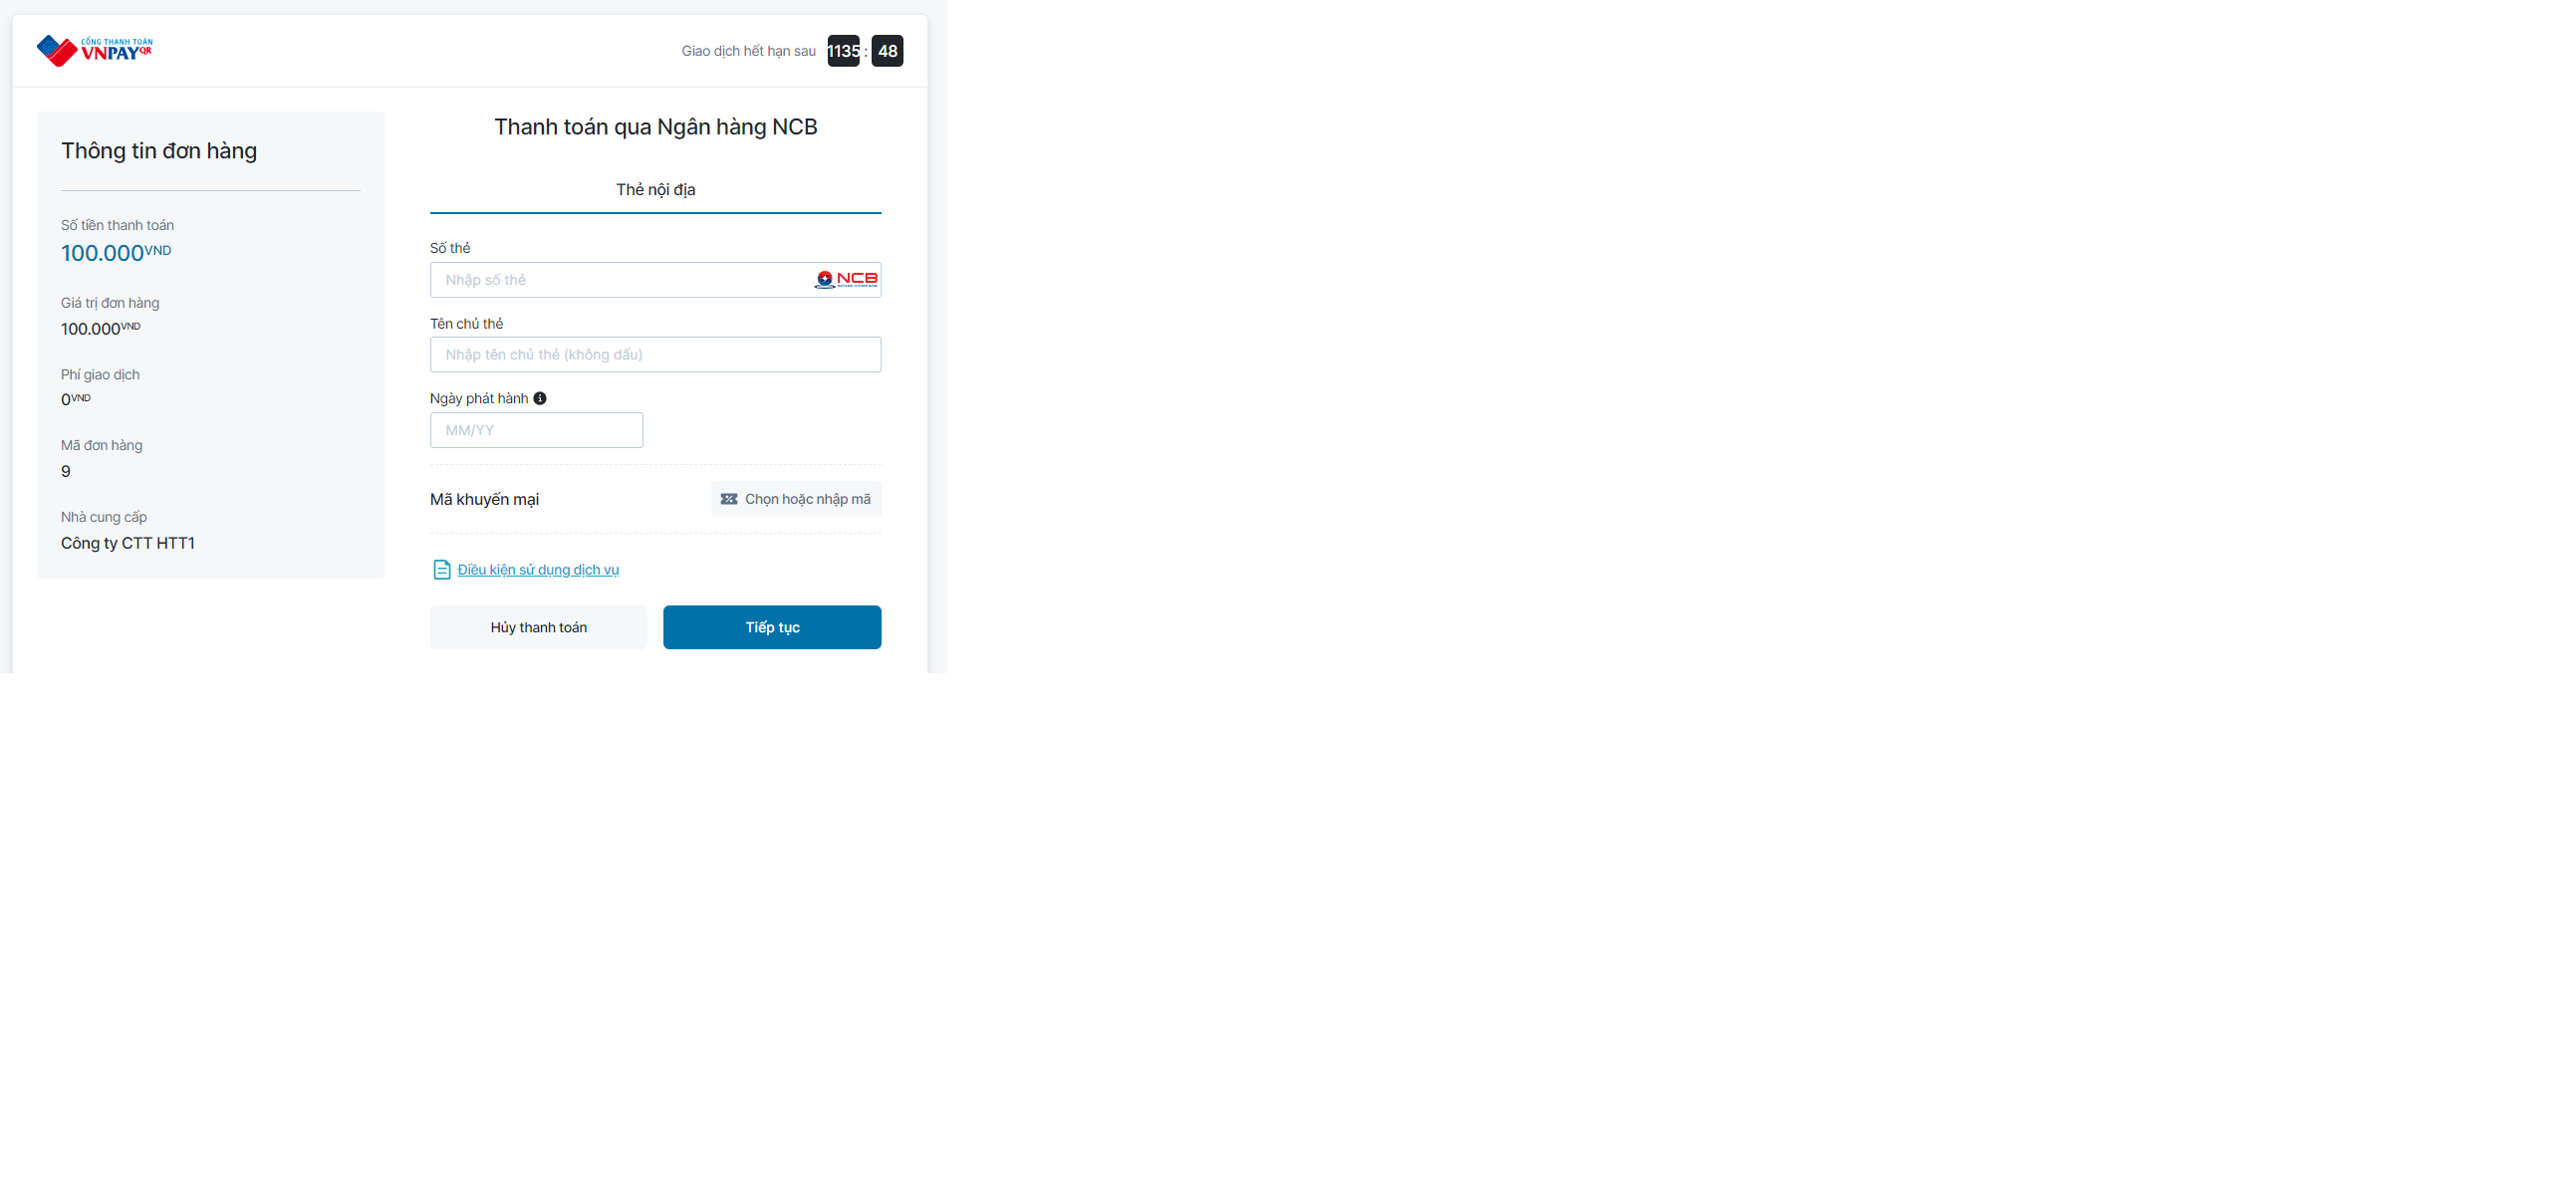 CỔNG THANH TOÁN
VNPAYQR
Giao dịch hết hạn sau 1135 : 48
Thông tin đơn hàng
Số tiền thanh toán
100.000VND
Giá trị đơn hàng
100.000VND
Phí giao dịch
0VND
Mã đơn hàng
9
Nhà cung cấp
Công ty CTT HTT1
Thanh toán qua Ngân hàng NCB
Thẻ nội địa
Số thẻ
Nhập số thẻ NCB
Tên chủ thẻ
Nhập tên chủ thẻ (không dấu)
Ngày phát hành
MM/YY
Mã khuyến mại Chọn hoặc nhập mã
Điều kiện sử dụng dịch vụ
Hủy thanh toán Tiếp tục